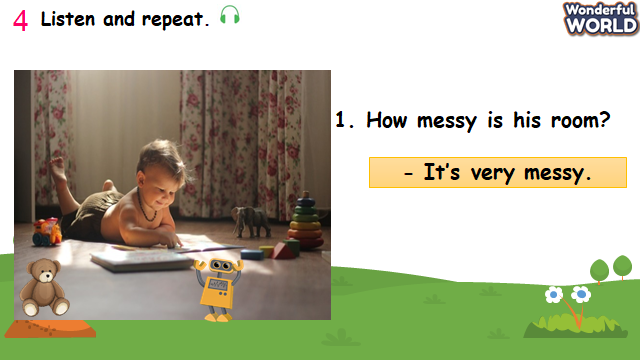 4 Listen and repeat.
Wonderful
WORLD
1. How messy is his room?
- It's very messy.